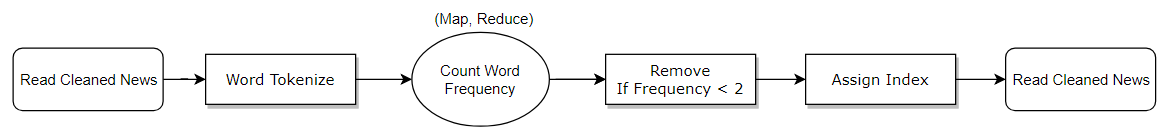 (Map, Reduce)
Read Cleaned News
Word Tokenize
Count Word
Frequency
Remove
If Frequency < 2
Assign Index
Read Cleaned News